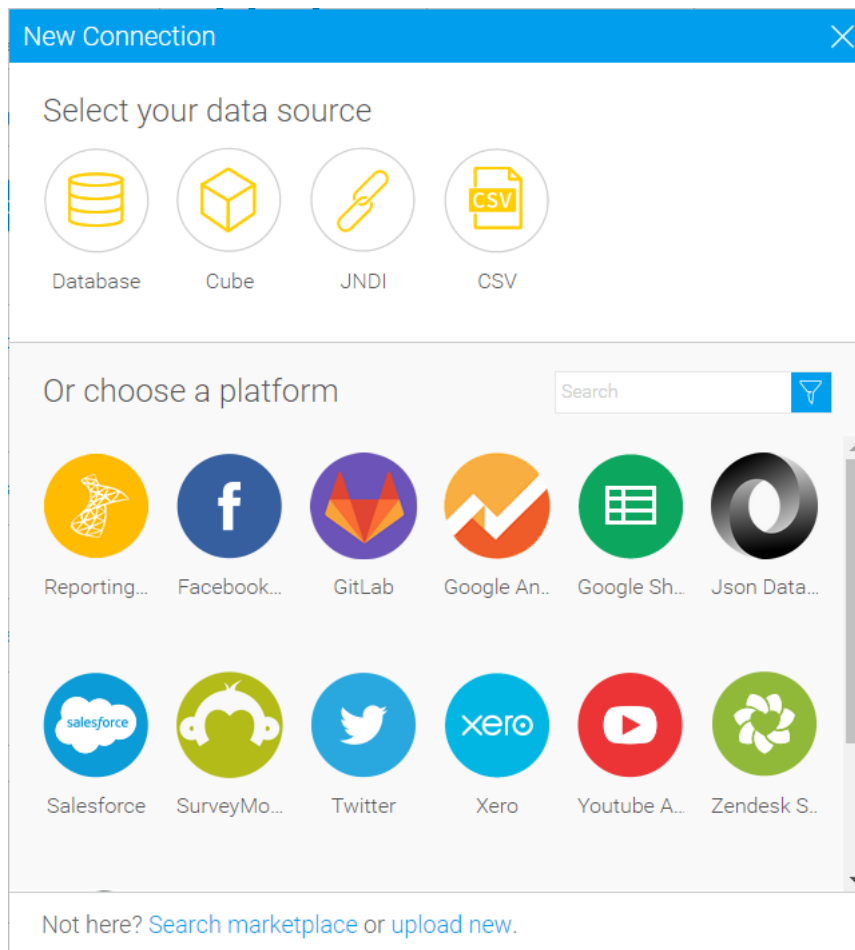 New Connection
Select your data source
CSV
Database Cube JNDI CSV
Or choose a platform
Search
f
Reporting... Facebook... GitLab Google An.. Google Sh... Json Data...
salesforce
xero
Salesforce SurveyMo... Twitter Xero Youtube A... Zendesk S..
Not here? Search marketplace or upload new.